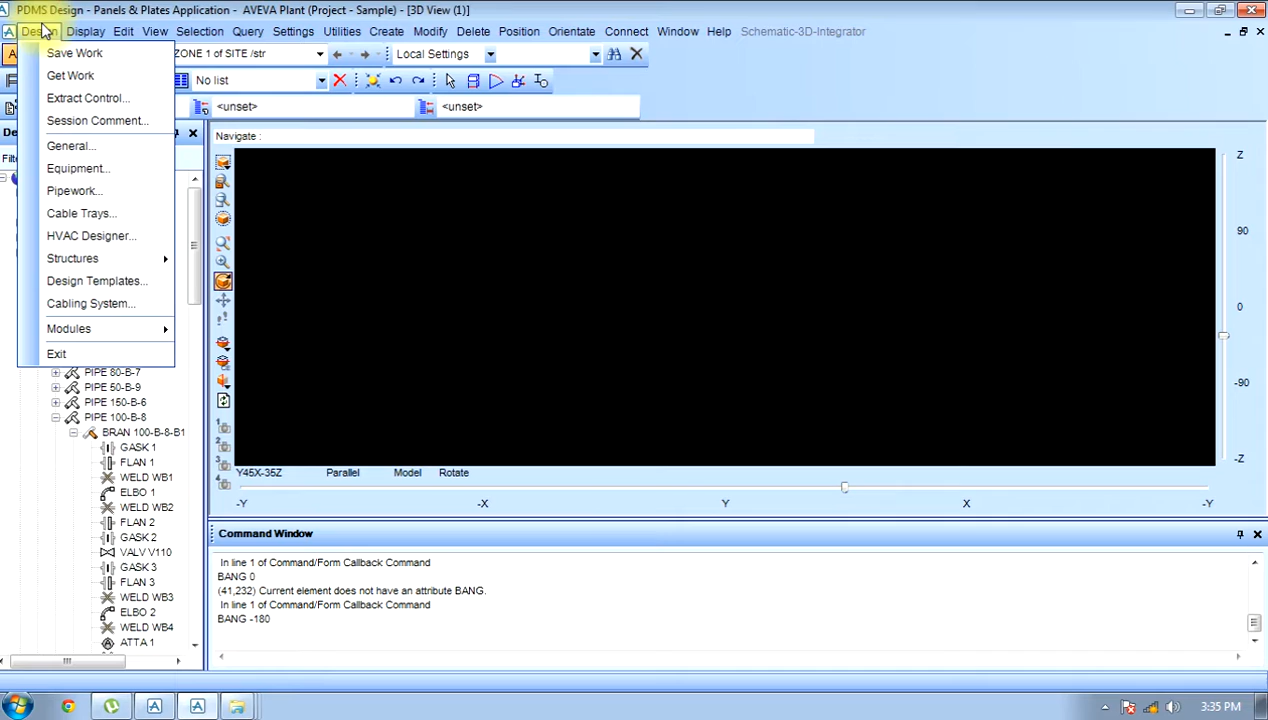 PDMS Design - Panels & Plates Application - AVEVA Plant (Project - Sample) - [3D View (1)]
Design Display Edit View Selection Query Settings Utilities Create Modify Delete Position Orientate Connect Window Help Schematic-3D-Integrator
Save Work
Get Work
Extract Control...
Session Comment...
General...
Equipment...
Pipework...
Cable Trays...
HVAC Designer...
Structures
Design Templates...
Cabling System...
Modules
Exit
ZONE 1 of SITE /str
Local Settings
No list
<unset>
<unset>
Navigate :
Z
90
0
-90
-Z
Y45X-35Z Parallel Model Rotate
-Y -X Y X -Y
PIPE 80-B-7
PIPE 50-B-9
PIPE 150-B-6
PIPE 100-B-8
BRAN 100-B-8-B1
GASK 1
FLAN 1
WELD WB1
ELBO 1
WELD WB2
FLAN 2
GASK 2
VALV V110
GASK 3
FLAN 3
WELD WB3
ELBO 2
WELD WB4
ATTA 1
Command Window
In line 1 of Command/Form Callback Command
BANG 0
(41,232) Current element does not have an attribute BANG.
In line 1 of Command/Form Callback Command
BANG -180
3:35 PM